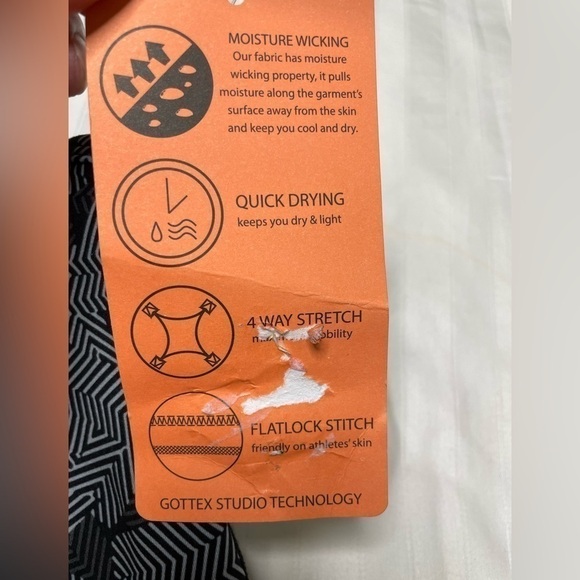 MOISTURE WICKING
Our fabric has moisture
wicking property, it pulls
moisture along the garment's
surface away from the skin
and keep you cool and dry.
QUICK DRYING
keeps you dry & light
4 WAY STRETCH
FLATLOCK STITCH
friendly on athletes' skin
GOTTEX STUDIO TECHNOLOGY